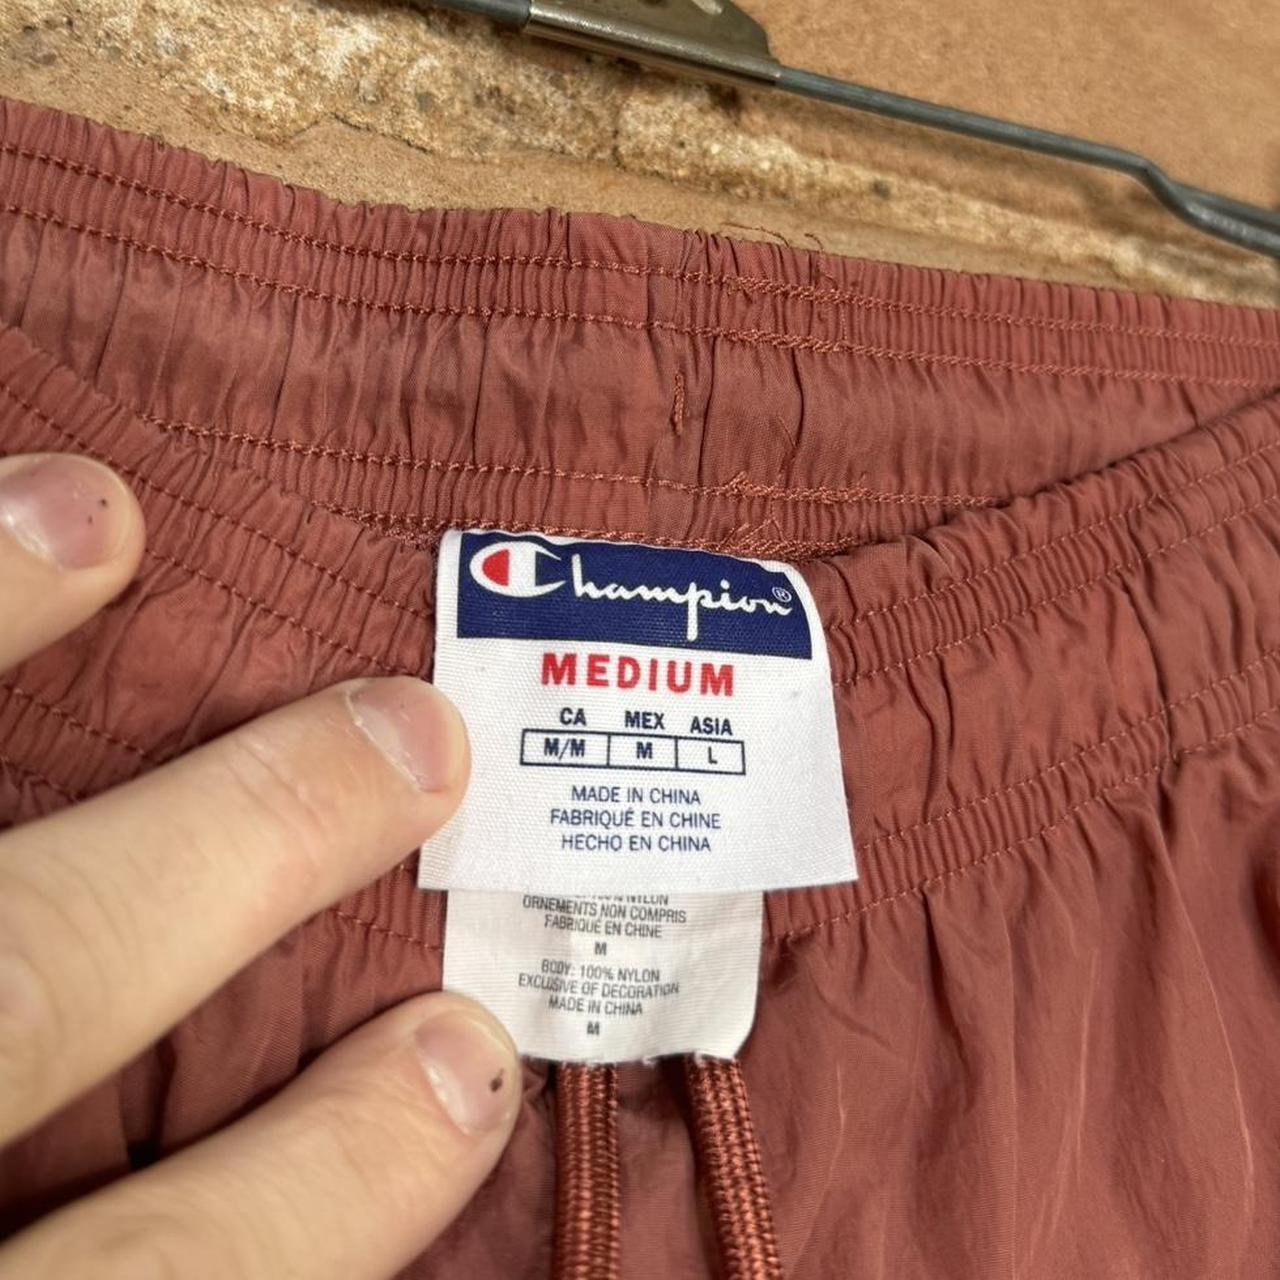 Champion®
MEDIUM
CA MEX ASIA
M/M M L
MADE IN CHINA
FABRIQUÉ EN CHINE
HECHO EN CHINA
NYLON
ORNEMENTS NON COMPRIS
FABRIQUÉ EN CHINE
M
BODY: 100% NYLON
EXCLUSIVE OF DECORATION
MADE IN CHINA
M